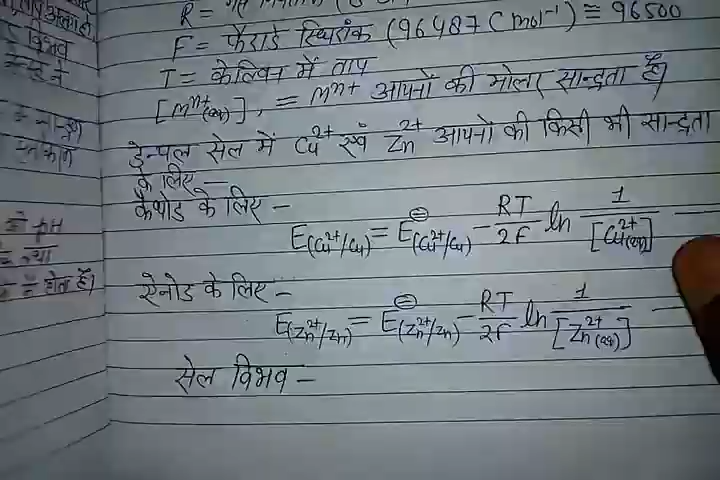 R =
F = फैराडे स्थिरांक (96487 C mol⁻¹) ≅ 96500
T = केल्विन में ताप
[Mⁿ⁺(aq)], = Mⁿ⁺ आयनों की मोलर सान्द्रता है।
डेन्यल सेल में Cu²⁺ एवं Zn²⁺ आयनों की किसी भी सान्द्रता
के लिए —
कैथोड के लिए –
E(Cu²⁺/Cu) = E⊖(Cu²⁺/Cu) - RT/2F ln 1/[Cu²⁺(aq)] —
ऐनोड के लिए –
E(Zn²⁺/Zn) = E⊖(Zn²⁺/Zn) - RT/2F ln 1/[Zn²⁺(aq)] —
सेल विभव –
विभव
pH
होता है।